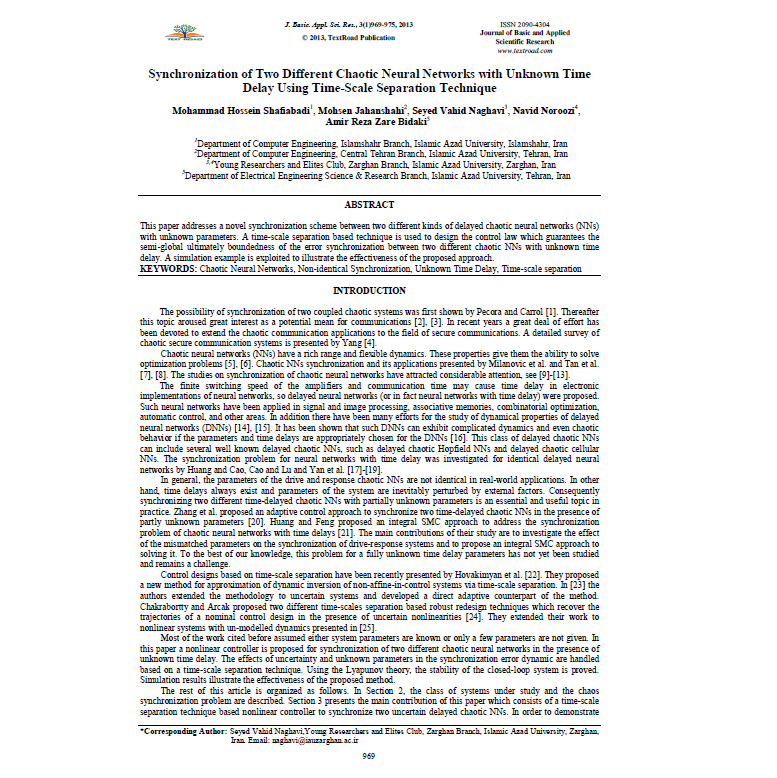 J. Basic. Appl. Sci. Res., 3(1)969-975, 2013
© 2013, TextRoad Publication
ISSN 2090-4304
Journal of Basic and Applied
Scientific Research
www.textroad.com
Synchronization of Two Different Chaotic Neural Networks with Unknown Time
Delay Using Time-Scale Separation Technique
Mohammad Hossein Shafiabadi1, Mohsen Jahanshahi2, Seyed Vahid Naghavi3, Navid Noroozi4,
Amir Reza Zare Bidaki5
1Department of Computer Engineering, Islamshahr Branch, Islamic Azad University, Islamshahr, Iran
2Department of Computer Engineering, Central Tehran Branch, Islamic Azad University, Tehran, Iran
3,4Young Researchers and Elites Club, Zarghan Branch, Islamic Azad University, Zarghan, Iran
5Department of Electrical Engineering Science & Research Branch, Islamic Azad University, Tehran, Iran
ABSTRACT
This paper addresses a novel synchronization scheme between two different kinds of delayed chaotic neural networks (NNs)
with unknown parameters. A time-scale separation based technique is used to design the control law which guarantees the
semi-global ultimately boundedness of the error synchronization between two different chaotic NNs with unknown time
delay. A simulation example is exploited to illustrate the effectiveness of the proposed approach.
KEYWORDS: Chaotic Neural Networks, Non-identical Synchronization, Unknown Time Delay, Time-scale separation
INTRODUCTION
The possibility of synchronization of two coupled chaotic systems was first shown by Pecora and Carrol [1]. Thereafter
this topic aroused great interest as a potential mean for communications [2], [3]. In recent years a great deal of effort has
been devoted to extend the chaotic communication applications to the field of secure communications. A detailed survey of
chaotic secure communication systems is presented by Yang [4].
Chaotic neural networks (NNs) have a rich range and flexible dynamics. These properties give them the ability to solve
optimization problems [5], [6]. Chaotic NNs synchronization and its applications presented by Milanovic et al. and Tan et al.
[7], [8]. The studies on synchronization of chaotic neural networks have attracted considerable attention, see [9]-[13].
The finite switching speed of the amplifiers and communication time may cause time delay in electronic
implementations of neural networks, so delayed neural networks (or in fact neural networks with time delay) were proposed.
Such neural networks have been applied in signal and image processing, associative memories, combinatorial optimization,
automatic control, and other areas. In addition there have been many efforts for the study of dynamical properties of delayed
neural networks (DNNs) [14], [15]. It has been shown that such DNNs can exhibit complicated dynamics and even chaotic
behavior if the parameters and time delays are appropriately chosen for the DNNs [16]. This class of delayed chaotic NNs
can include several well known delayed chaotic NNs, such as delayed chaotic Hopfield NNs and delayed chaotic cellular
NNs. The synchronization problem for neural networks with time delay was investigated for identical delayed neural
networks by Huang and Cao, Cao and Lu and Yan et al. [17]-[19].
In general, the parameters of the drive and response chaotic NNs are not identical in real-world applications. In other
hand, time delays always exist and parameters of the system are inevitably perturbed by external factors. Consequently
synchronizing two different time-delayed chaotic NNs with partially unknown parameters is an essential and useful topic in
practice. Zhang et al. proposed an adaptive control approach to synchronize two time-delayed chaotic NNs in the presence of
partly unknown parameters [20]. Huang and Feng proposed an integral SMC approach to address the synchronization
problem of chaotic neural networks with time delays [21]. The main contributions of their study are to investigate the effect
of the mismatched parameters on the synchronization of drive-response systems and to propose an integral SMC approach to
solving it. To the best of our knowledge, this problem for a fully unknown time delay parameters has not yet been studied
and remains a challenge.
Control designs based on time-scale separation have been recently presented by Hovakimyan et al. [22]. They proposed
a new method for approximation of dynamic inversion of non-affine-in-control systems via time-scale separation. In [23] the
authors extended the methodology to uncertain systems and developed a direct adaptive counterpart of the method.
Chakrabortty and Arcak proposed two different time-scales separation based robust redesign techniques which recover the
trajectories of a nominal control design in the presence of uncertain nonlinearities [24]. They extended their work to
nonlinear systems with un-modelled dynamics presented in [25].
Most of the work cited before assumed either system parameters are known or only a few parameters are not given. In
this paper a nonlinear controller is proposed for synchronization of two different chaotic neural networks in the presence of
unknown time delay. The effects of uncertainty and unknown parameters in the synchronization error dynamic are handled
based on a time-scale separation technique. Using the Lyapunov theory, the stability of the closed-loop system is proved.
Simulation results illustrate the effectiveness of the proposed method.
The rest of this article is organized as follows. In Section 2, the class of systems under study and the chaos
synchronization problem are described. Section 3 presents the main contribution of this paper which consists of a time-scale
separation technique based nonlinear controller to synchronize two uncertain delayed chaotic NNs. In order to demonstrate
*Corresponding Author: Seyed Vahid Naghavi,Young Researchers and Elites Club, Zarghan Branch, Islamic Azad University, Zarghan,
Iran. Email: naghavi@iauzarghan.ac.ir
969